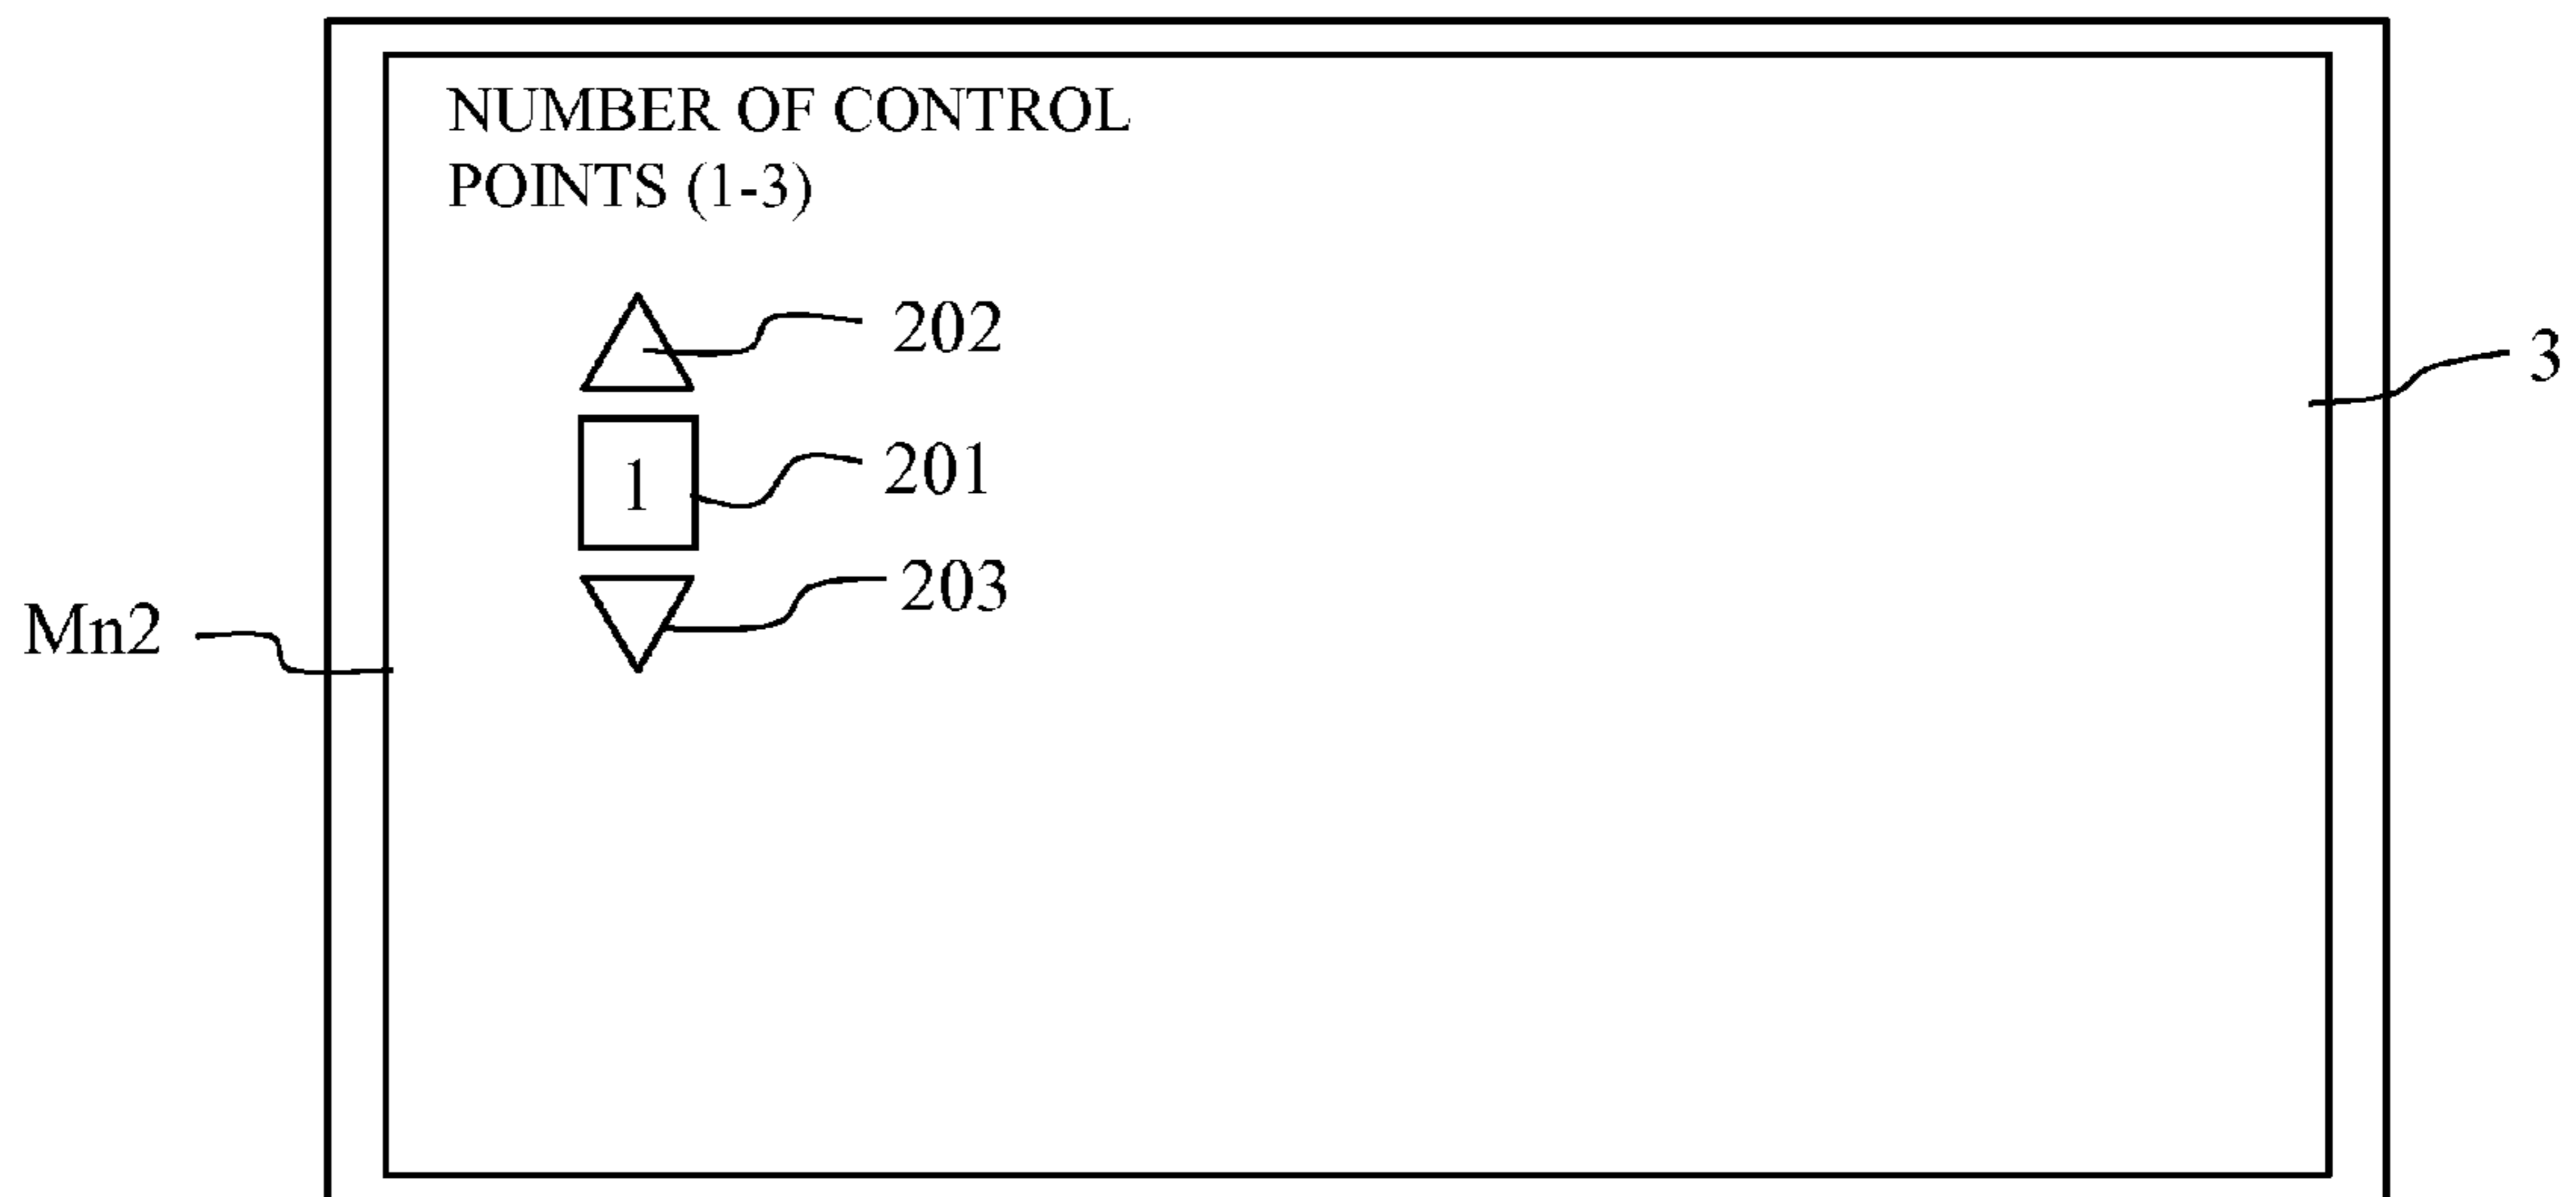 NUMBER OF CONTROL
POINTS (1-3)
202
3
1
201
203
Mn2